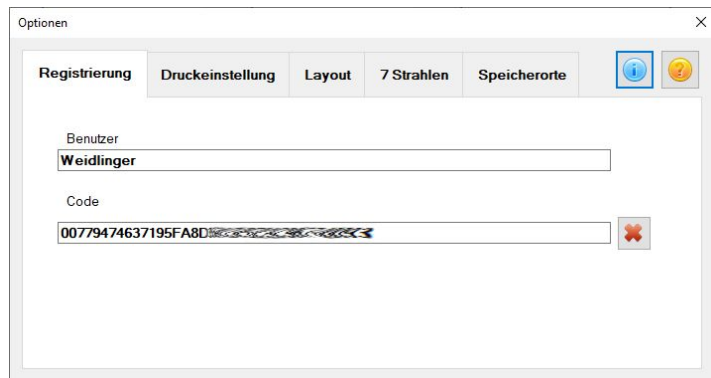 Optionen
Registrierung Druckeinstellung Layout 7 Strahlen Speicherorte
Benutzer
Weidlinger
Code
00779474637195FA8D